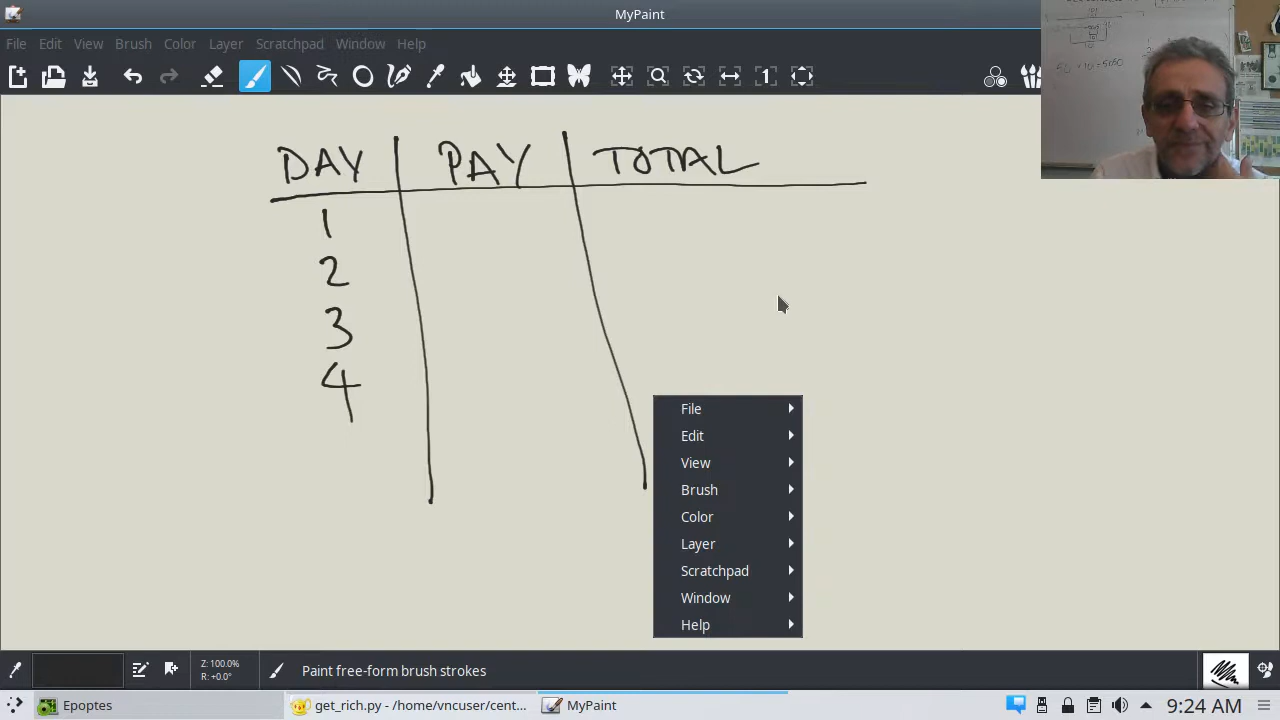 MyPaint
File Edit View Brush Color Layer Scratchpad Window Help
DAY PAY TOTAL
1
2
3
4
File
Edit
View
Brush
Color
Layer
Scratchpad
Window
Help
Z: 100.0%
R: +0.0°
Paint free-form brush strokes
Epoptes
get_rich.py - /home/vncuser/cent...
MyPaint
9:24 AM